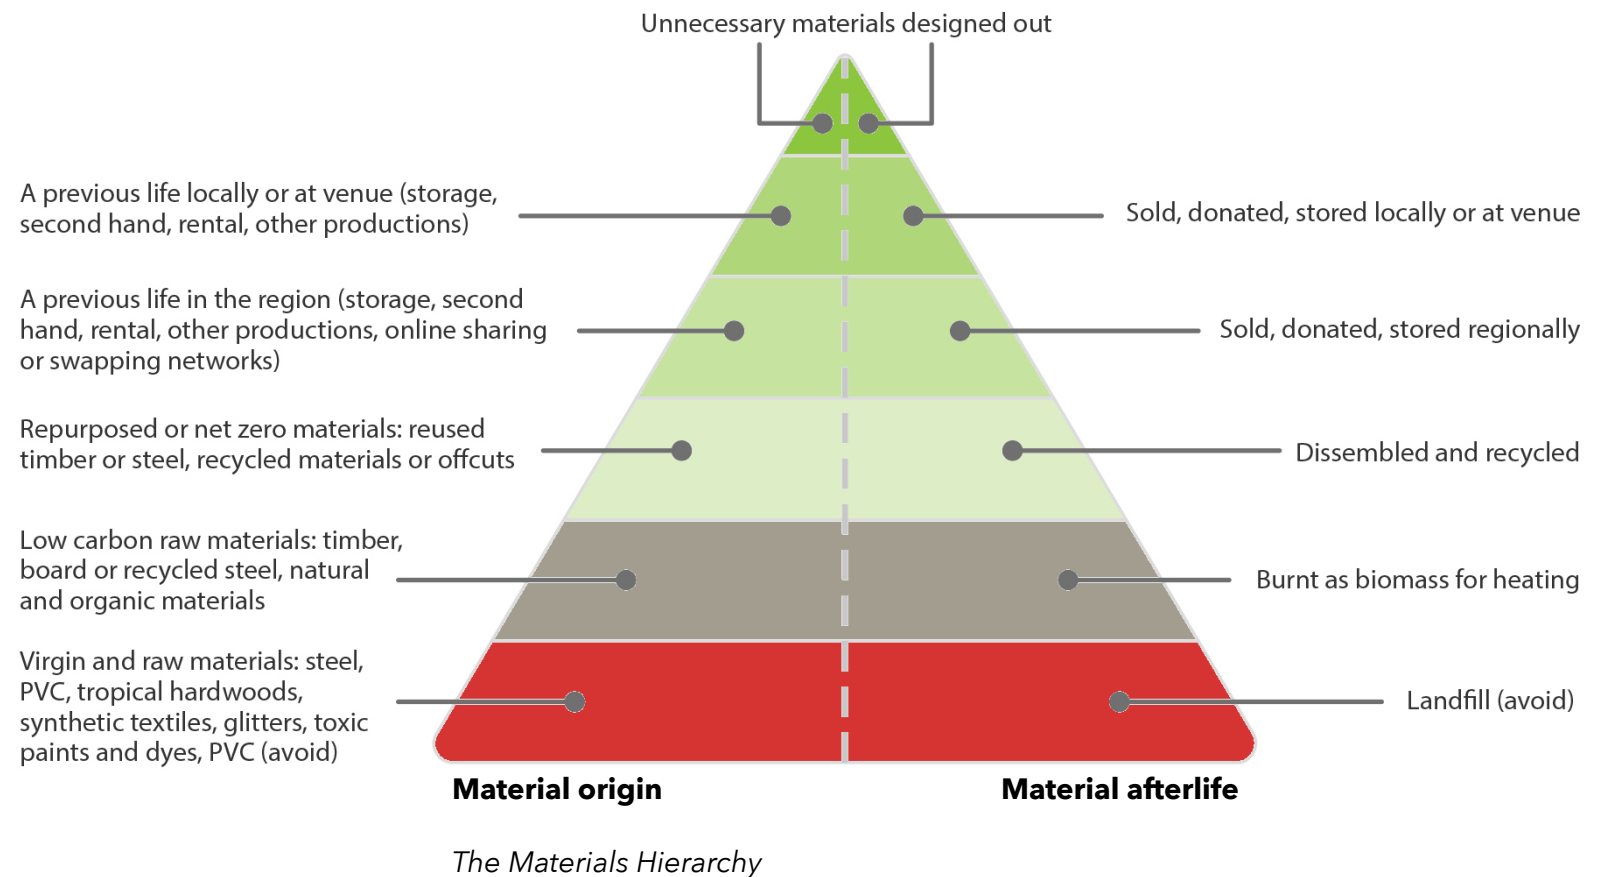 Unnecessary materials designed out
A previous life locally or at venue (storage,
second hand, rental, other productions)
Sold, donated, stored locally or at venue
A previous life in the region (storage, second
hand, rental, other productions, online sharing
or swapping networks)
Sold, donated, stored regionally
Repurposed or net zero materials: reused
timber or steel, recycled materials or offcuts
Dissembled and recycled
Low carbon raw materials: timber,
board or recycled steel, natural
and organic materials
Burnt as biomass for heating
Virgin and raw materials: steel,
PVC, tropical hardwoods,
synthetic textiles, glitters, toxic
paints and dyes, PVC (avoid)
Landfill (avoid)
Material origin
Material afterlife
The Materials Hierarchy